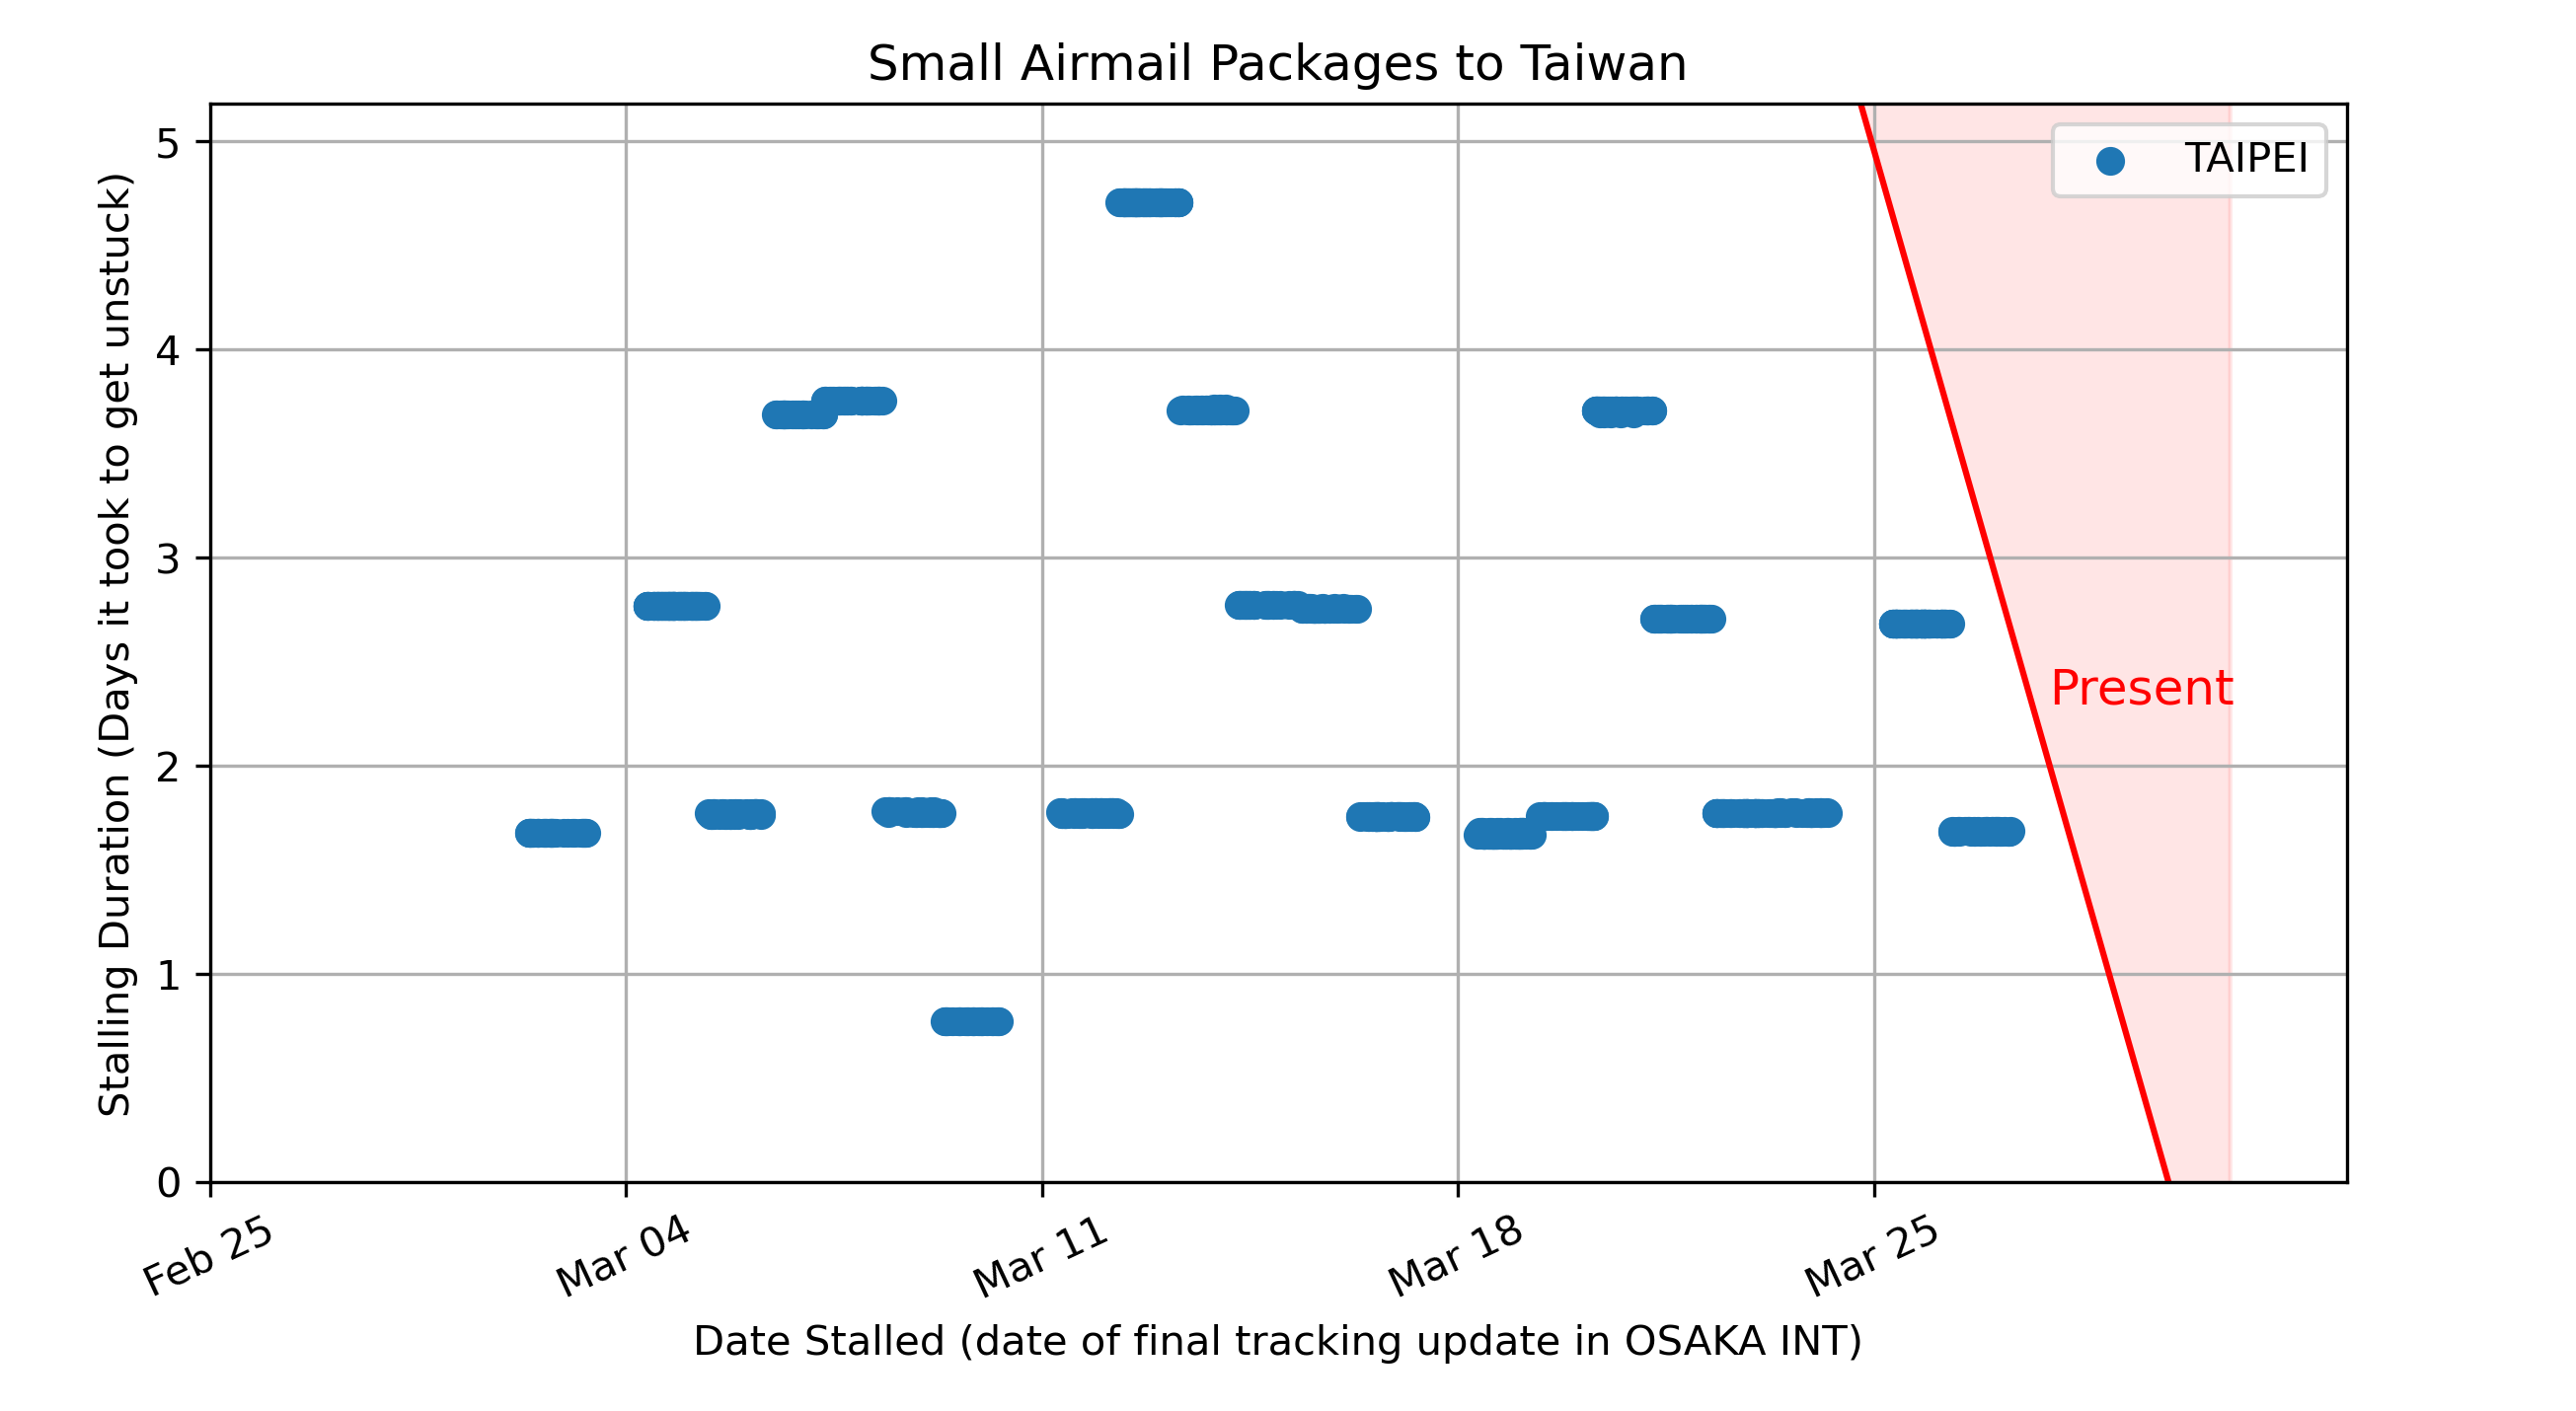 Small Airmail Packages to Taiwan
TAIPEI
Present
Stalling Duration (Days it took to get unstuck)
5
4
3
2
1
0
Feb 25
Mar 04
Mar 11
Mar 18
Mar 25
Date Stalled (date of final tracking update in OSAKA INT)